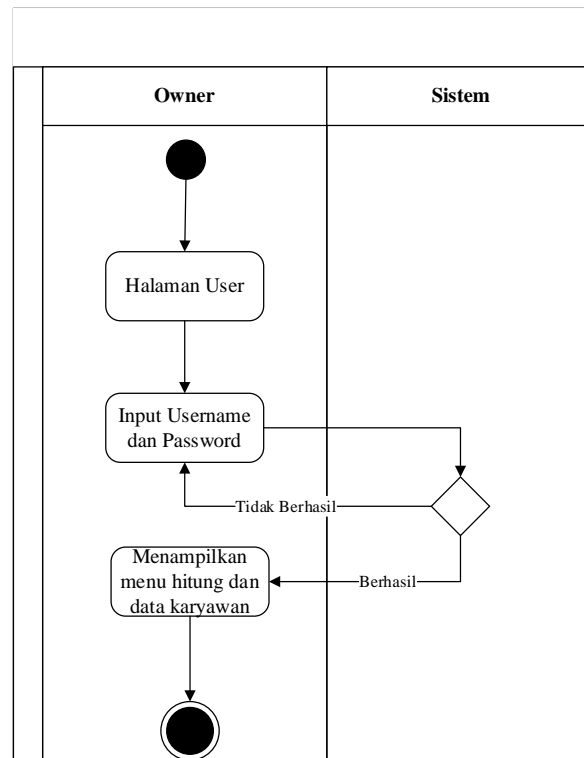 Owner
Sistem
Halaman User
Input Username
dan Password
Tidak Berhasil
Menampilkan
menu hitung dan
data karyawan
Berhasil